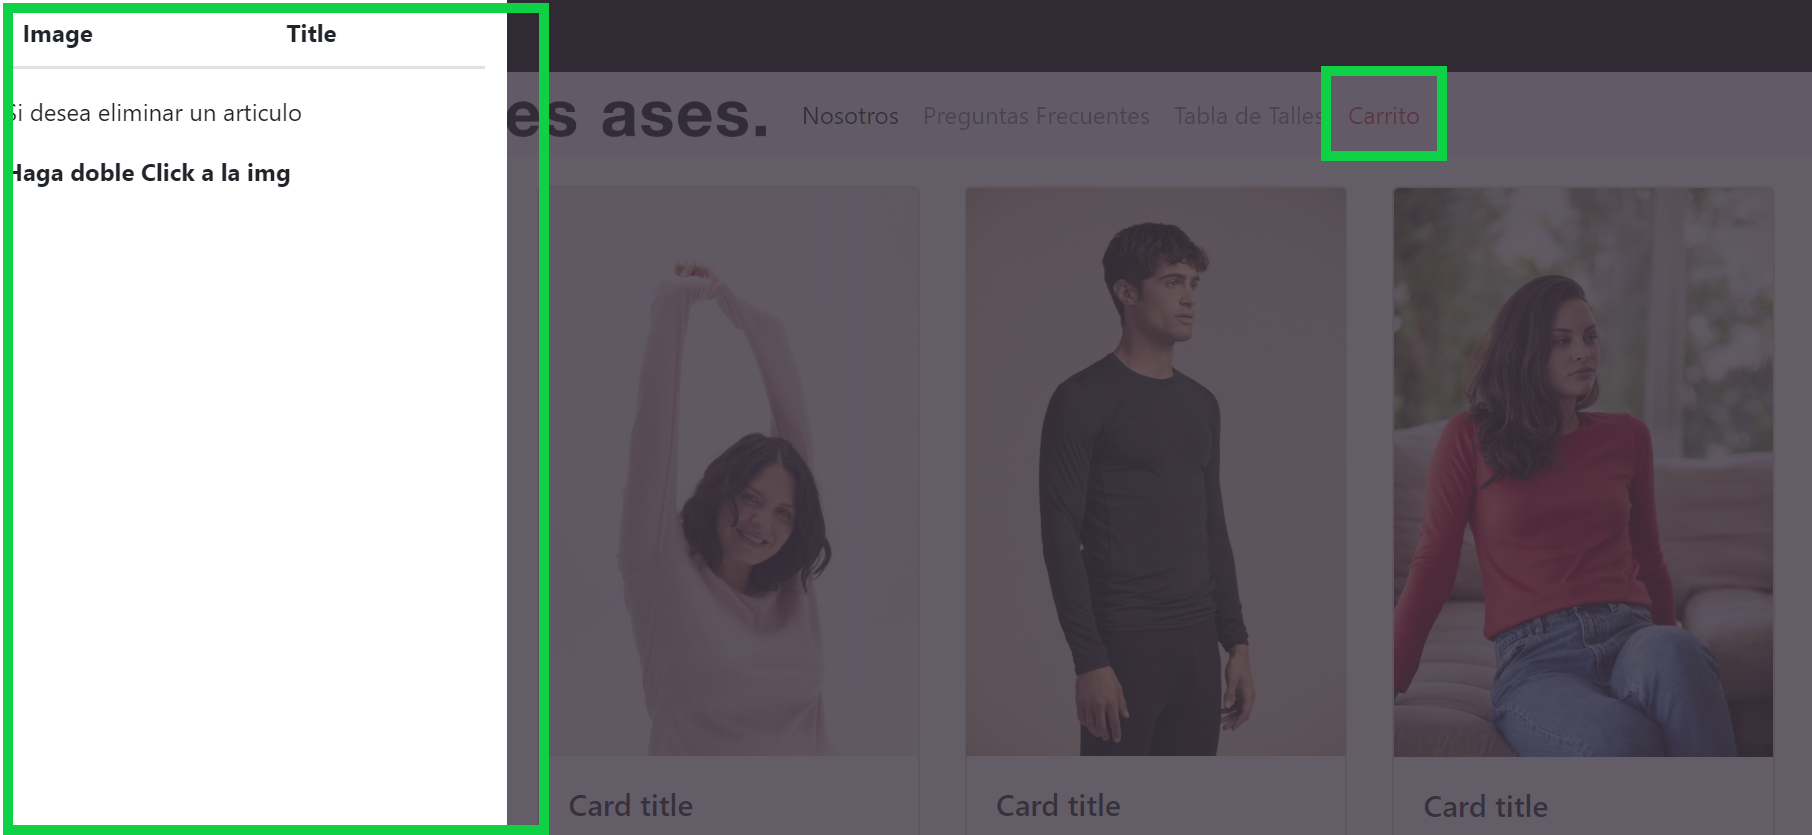 Image Title
Si desea eliminar un articulo
Haga doble Click a la img
es ases. Nosotros Preguntas Frecuentes Tabla de Talles Carrito
Card title Card title Card title